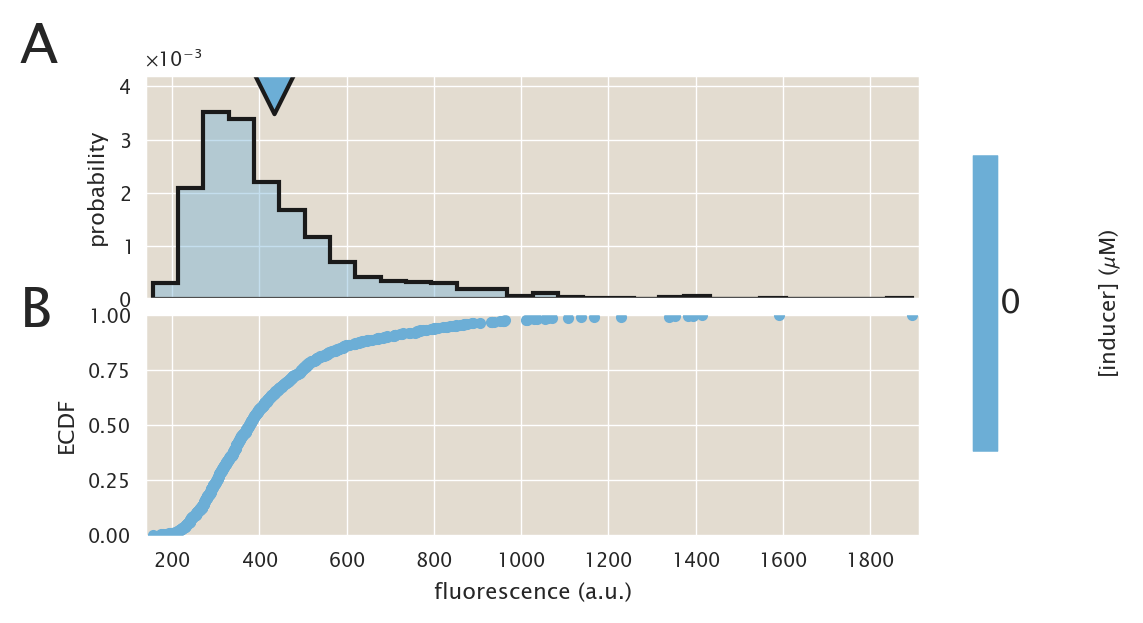 A
×10⁻³
4
3
2
1
0
probability
B
1.00
0.75
0.50
0.25
0.00
ECDF
200 400 600 800 1000 1200 1400 1600 1800
fluorescence (a.u.)
0
[inducer] (μM)